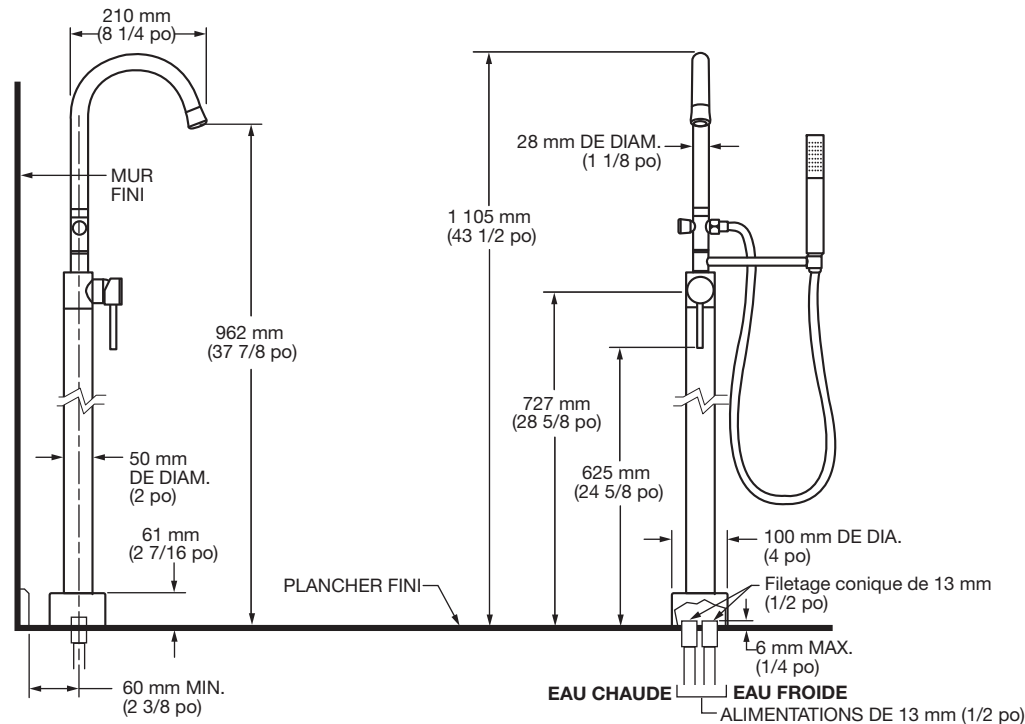 210 mm
(8 1/4 po)
MUR
FINI
962 mm
(37 7/8 po)
50 mm
DE DIAM.
(2 po)
61 mm
(2 7/16 po)
60 mm MIN.
(2 3/8 po)
PLANCHER FINI
1 105 mm
(43 1/2 po)
28 mm DE DIAM.
(1 1/8 po)
727 mm
(28 5/8 po)
625 mm
(24 5/8 po)
100 mm DE DIA.
(4 po)
Filetage conique de 13 mm
(1/2 po)
6 mm MAX.
(1/4 po)
EAU CHAUDE
EAU FROIDE
ALIMENTATIONS DE 13 mm (1/2 po)